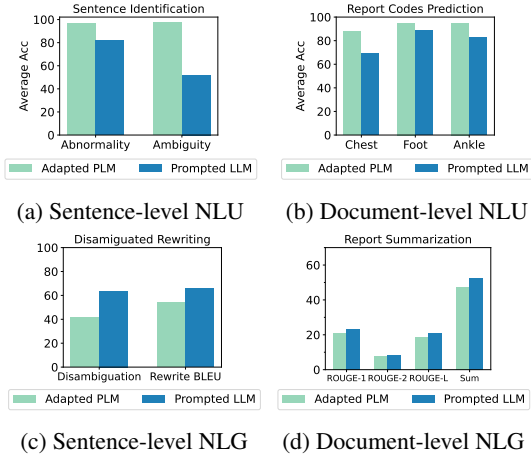 Sentence Identification
100
80
60
40
20
0
Average Acc
Abnormality Ambiguity
Adapted PLM Prompted LLM
(a) Sentence-level NLU
Report Codes Prediction
100
80
60
40
20
0
Average Acc
Chest Foot Ankle
Adapted PLM Prompted LLM
(b) Document-level NLU
Disamiguated Rewriting
100
80
60
40
20
0
Disambiguation Rewrite BLEU
Adapted PLM Prompted LLM
(c) Sentence-level NLG
Report Summarization
60
40
20
0
ROUGE-1 ROUGE-2 ROUGE-L Sum
Adapted PLM Prompted LLM
(d) Document-level NLG